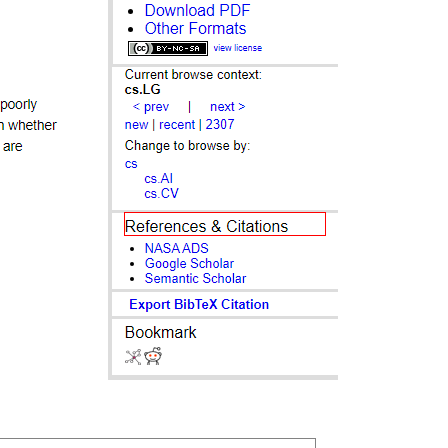 Download PDF
Other Formats
(cc) BY-NC-SA view license
poorly
n whether
are
Current browse context:
cs.LG
< prev | next >
new | recent | 2307
Change to browse by:
cs
cs.AI
cs.CV
References & Citations
NASA ADS
Google Scholar
Semantic Scholar
Export BibTeX Citation
Bookmark